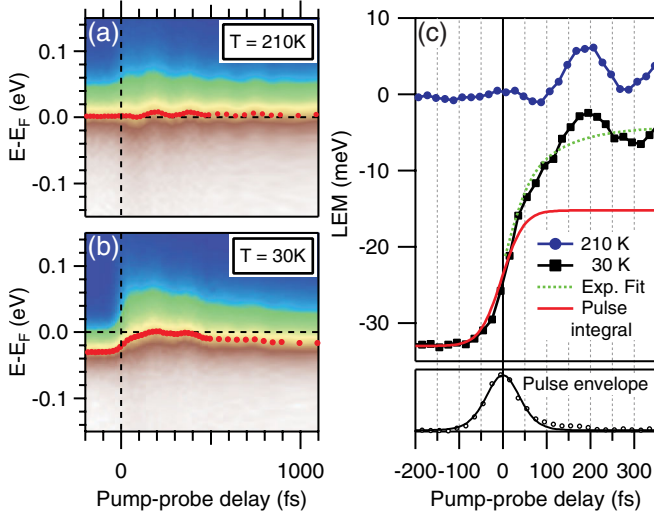 (a)
T = 210K
0.1
0.0
-0.1
E-E_F (eV)
(b)
T = 30K
0.1
0.0
-0.1
E-E_F (eV)
0
1000
Pump-probe delay (fs)
(c)
0
-10
-20
-30
LEM (meV)
210 K
30 K
Exp. Fit
Pulse
integral
Pulse envelope
-200
-100
0
100
200
300
Pump-probe delay (fs)